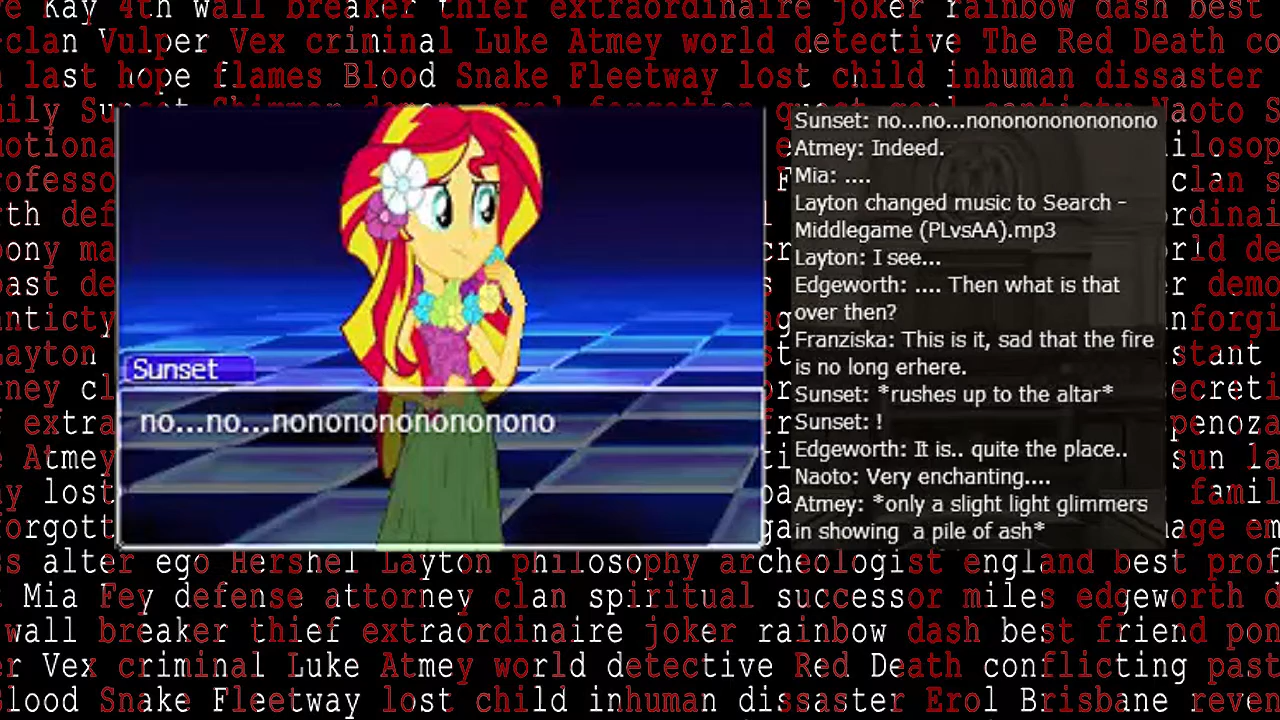 ve Kay 4th wall breaker thief extraordinaire joker rainbow dash best
-clan Vulper Vex criminal Luke Atmey world detective The Red Death co
last hope flames Blood Snake Fleetway lost child inhuman dissaster
Sunset: no...no...nononononononono
Atmey: Indeed.
Mia: ....
Layton changed music to Search -
Middlegame (PLvsAA).mp3
Layton: I see...
Edgeworth: .... Then what is that
over then?
Franziska: This is it, sad that the fire
is no long erhere.
Sunset: *rushes up to the altar*
Sunset: !
Edgeworth: It is.. quite the place..
Naoto: Very enchanting....
Atmey: *only a slight light glimmers
in showing  a pile of ash*
Sunset
no...no...nononononononono
ss alter ego Hershel Layton philosophy archeologist england best prof
Mia Fey defense attorney clan spiritual successor miles edgeworth d
wall breaker thief extraordinaire joker rainbow dash best friend pon
er Vex criminal Luke Atmey world detective Red Death conflicting past
Blood Snake Fleetway lost child inhuman dissaster Erol Brisbane reven